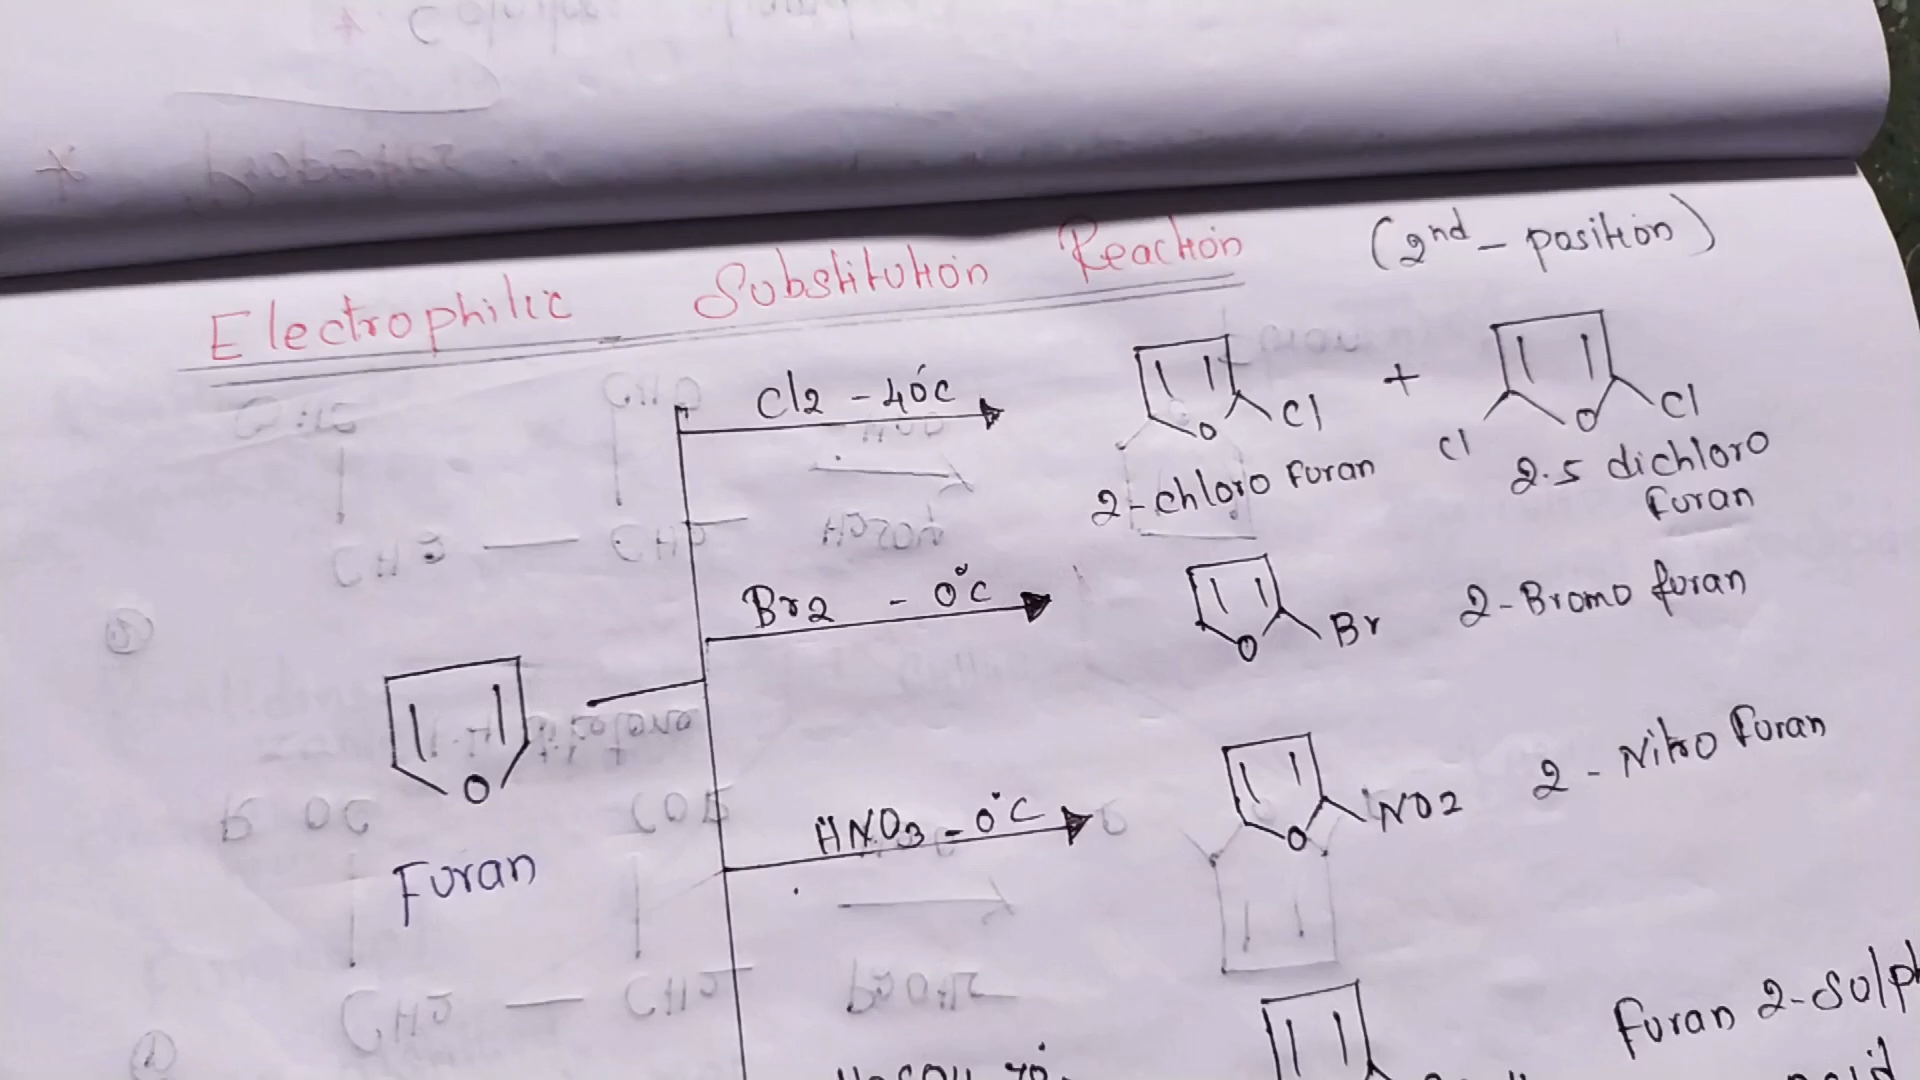 Electrophilic Substitution Reaction (2nd - position)
Cl2 - 40°C
Cl + Cl Cl
O O
2-chloro Furan
2.5 dichloro
Furan
Br2 - 0°C
O Br
2-Bromo furan
O
Furan
HNO3 - 0°C
O NO2
2 - Nitro Furan
Furan 2-Sulph